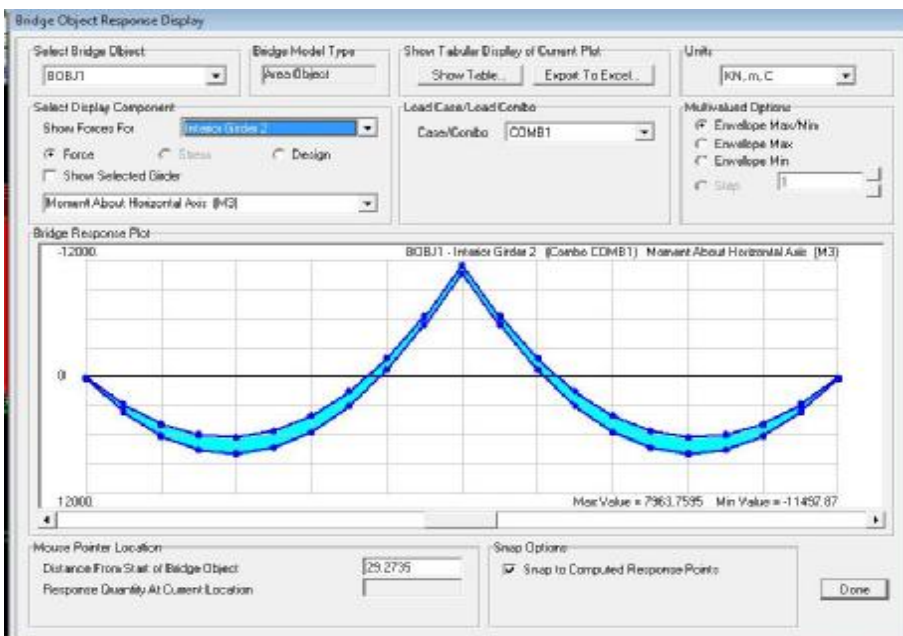 Bridge Object Response Display
Select Bridge Object
BOBJ1
Bridge Model Type
Area Object
Show Tabular Display of Current Plot
Show Table...
Export To Excel...
Units
KN, m, C
Select Display Component
Show Forces For
Interior Girder 2
Force
Stress
Design
Show Selected Girder
Moment About Horizontal Axis (M3)
Load Case/Load Combo
Case/Combo
COMB1
Multivalued Options
Envelope Max/Min
Envelope Max
Envelope Min
Step
1
Bridge Response Plot
-12000.
BOBJ1 - Interior Girder 2 (Combo COMB1) Moment About Horizontal Axis (M3)
0
12000.
Max Value = 7963.7595 Min Value = -11497.87
Mouse Pointer Location
Distance From Start of Bridge Object
29.2735
Response Quantity At Current Location
Snap Options
Snap to Computed Response Points
Done